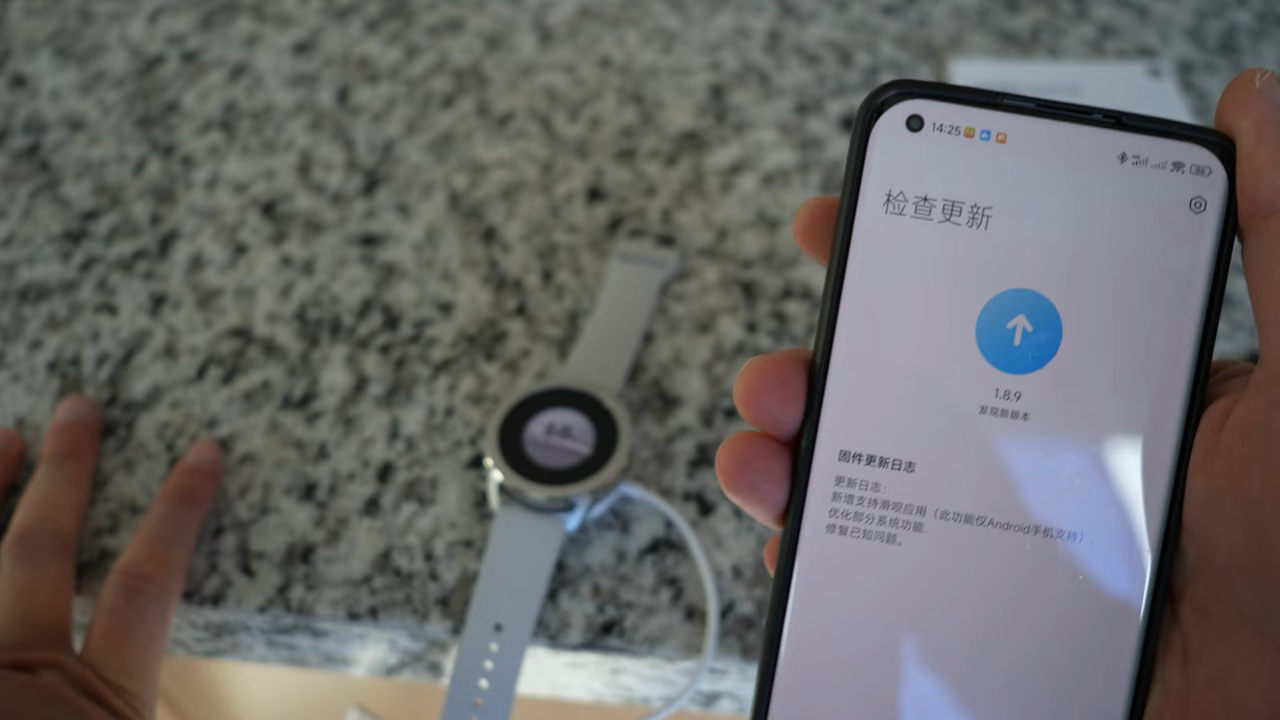 14:25
检查更新
1.8.9
发现新版本
固件更新日志
更新日志：
新增支持滑呗应用（此功能仅Android手机支持）.
优化部分系统功能.
修复已知问题。